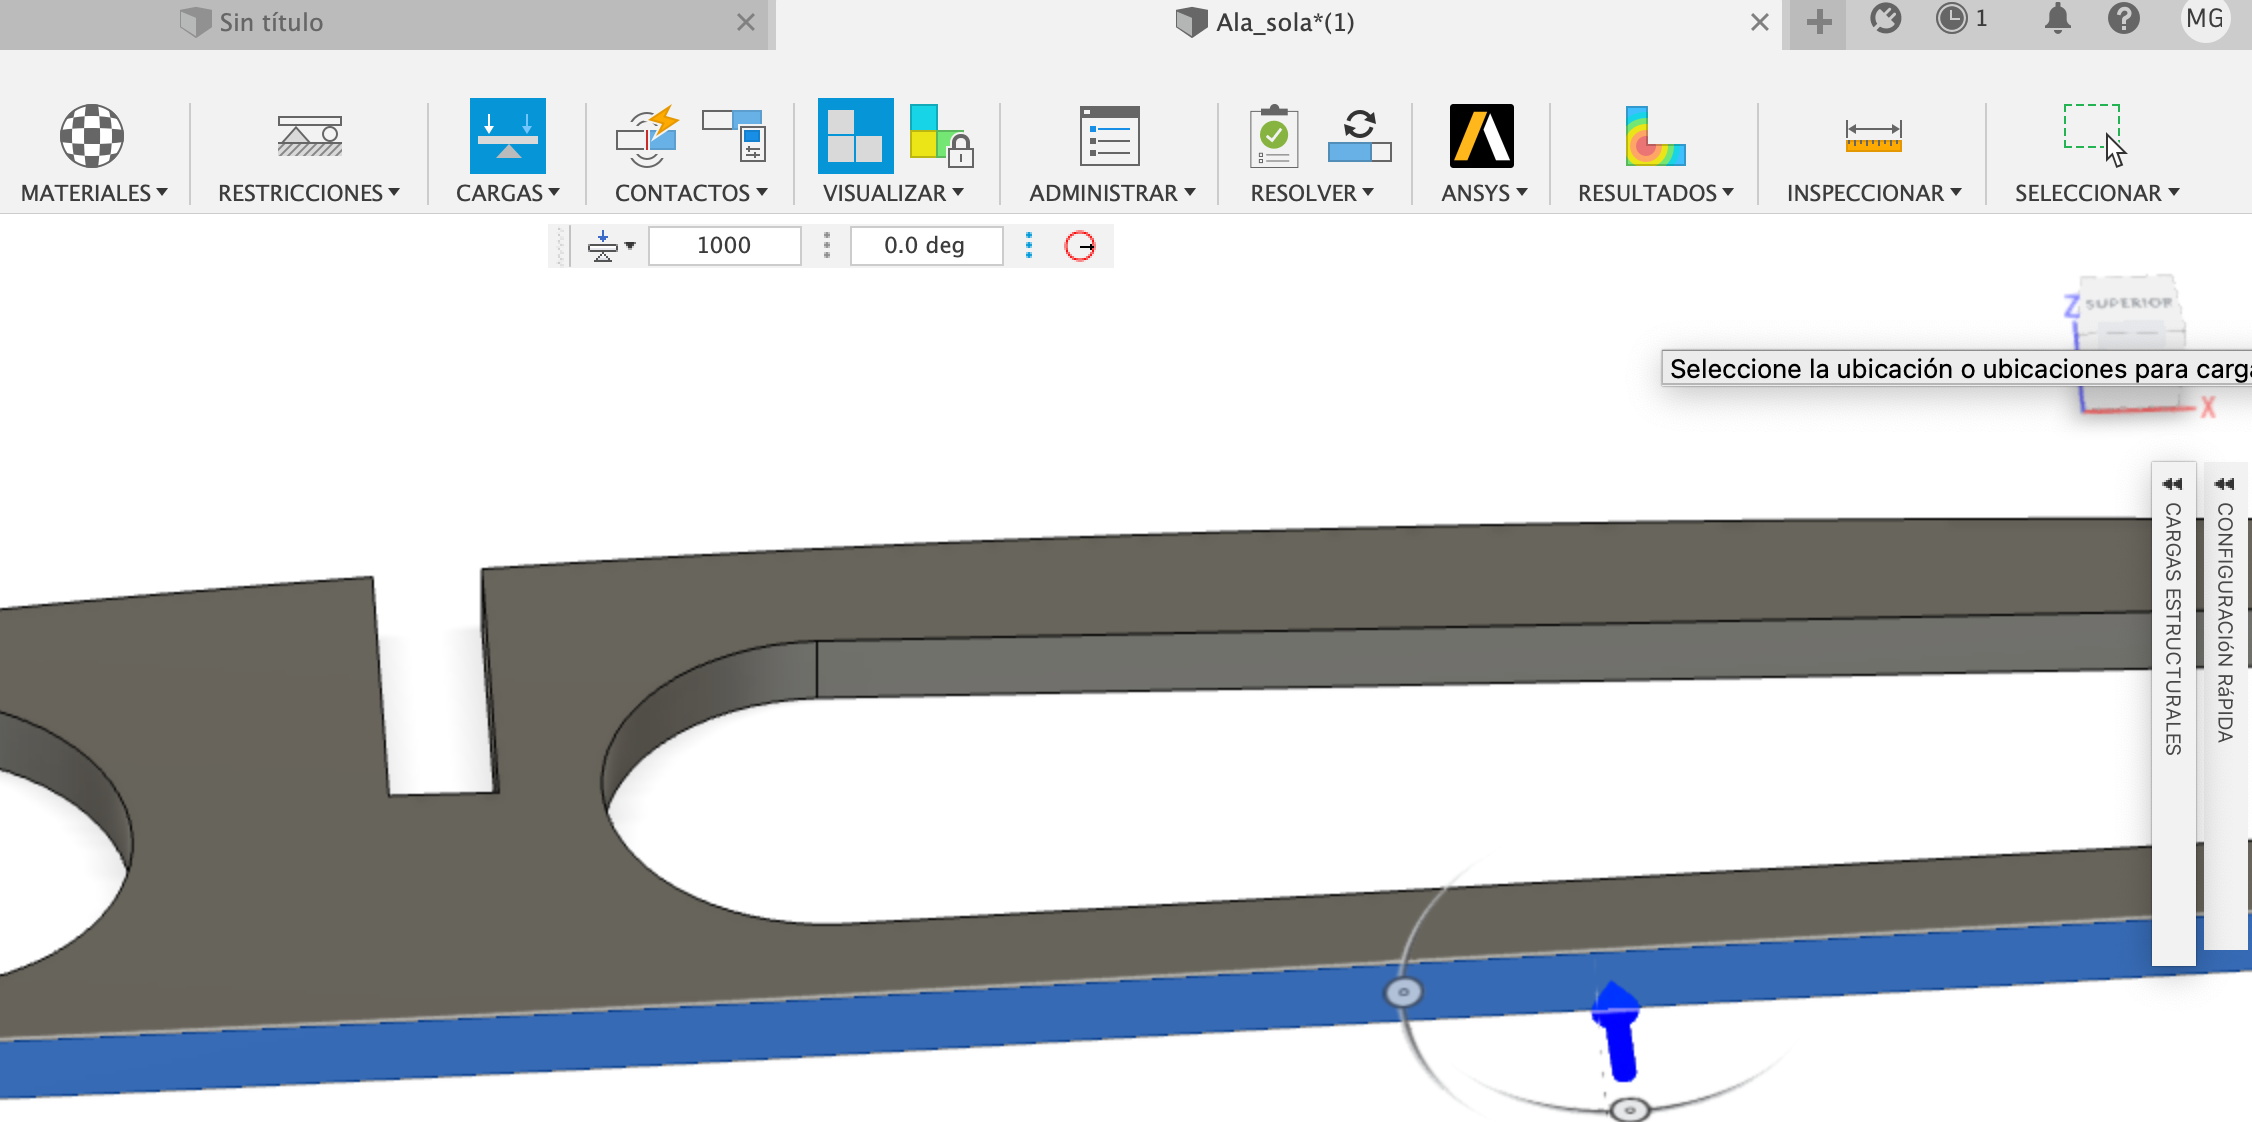 Sin título
Ala_sola*(1)
1
MG
MATERIALES
RESTRICCIONES
CARGAS
CONTACTOS
VISUALIZAR
ADMINISTRAR
RESOLVER
ANSYS
RESULTADOS
INSPECCIONAR
SELECCIONAR
1000
0.0 deg
Z
SUPERIOR
Seleccione la ubicación o ubicaciones para carga
X
CARGAS ESTRUCTURALES
CONFIGURACIóN RáPIDA